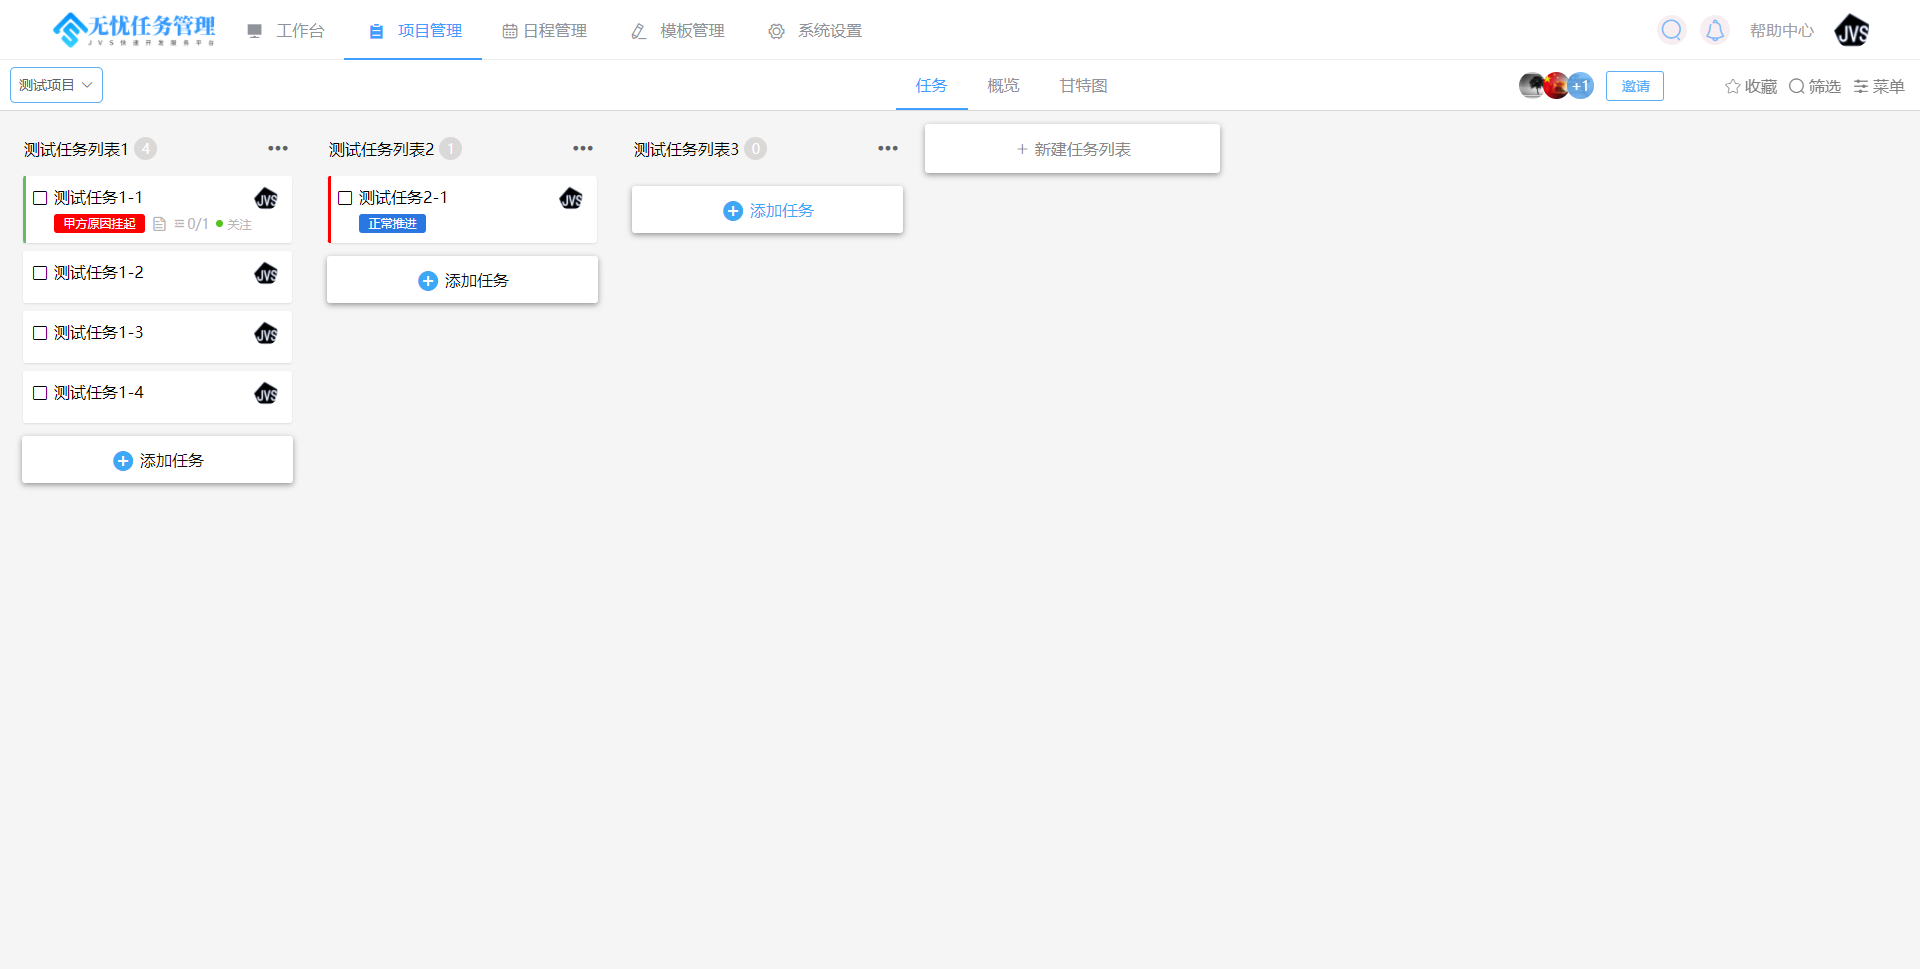 无忧任务管理
JVS快速开发服务平台
工作台
项目管理
日程管理
模板管理
系统设置
帮助中心
JVS
测试项目
任务
概览
甘特图
+1
邀请
收藏
筛选
菜单
测试任务列表1 4
测试任务1-1
JVS
甲方原因挂起
0/1
关注
测试任务1-2
JVS
测试任务1-3
JVS
测试任务1-4
JVS
添加任务
测试任务列表2 1
测试任务2-1
JVS
正常推进
添加任务
测试任务列表3 0
添加任务
+ 新建任务列表